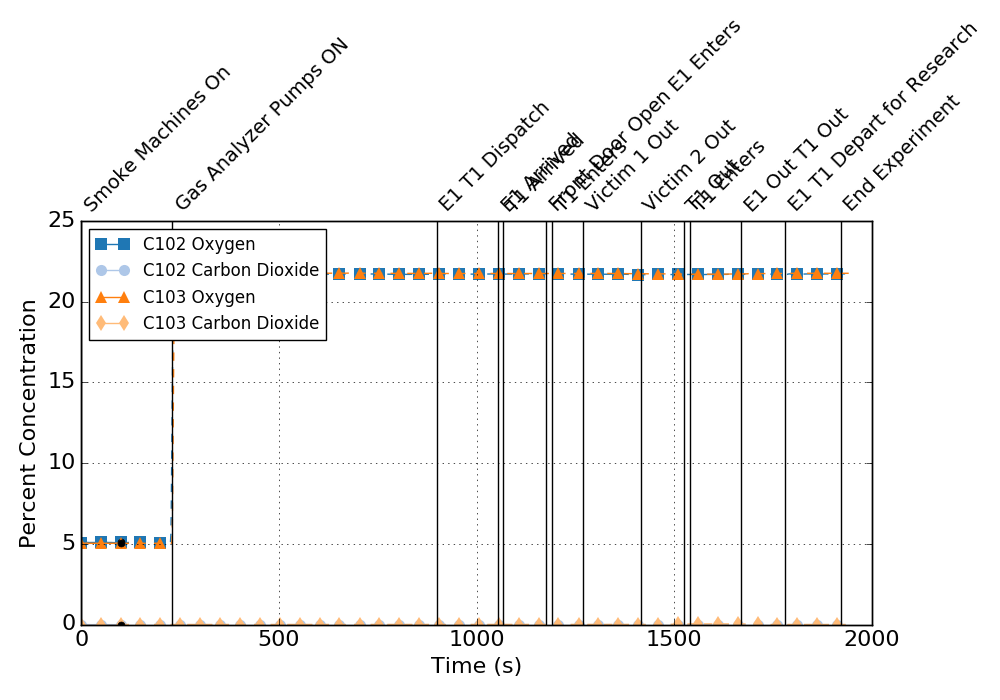 Smoke Machines On
Gas Analyzer Pumps ON
E1 T1 Dispatch
E1 Arrived
T1 Arrived
Front Door Open E1 Enters
T1 Enters
Victim 1 Out
Victim 2 Out
T1 Out
T1 Enters
E1 Out T1 Out
E1 T1 Depart for Research
End Experiment
25
20
15
10
5
0
Percent Concentration
C102 Oxygen
C102 Carbon Dioxide
C103 Oxygen
C103 Carbon Dioxide
0 500 1000 1500 2000
Time (s)